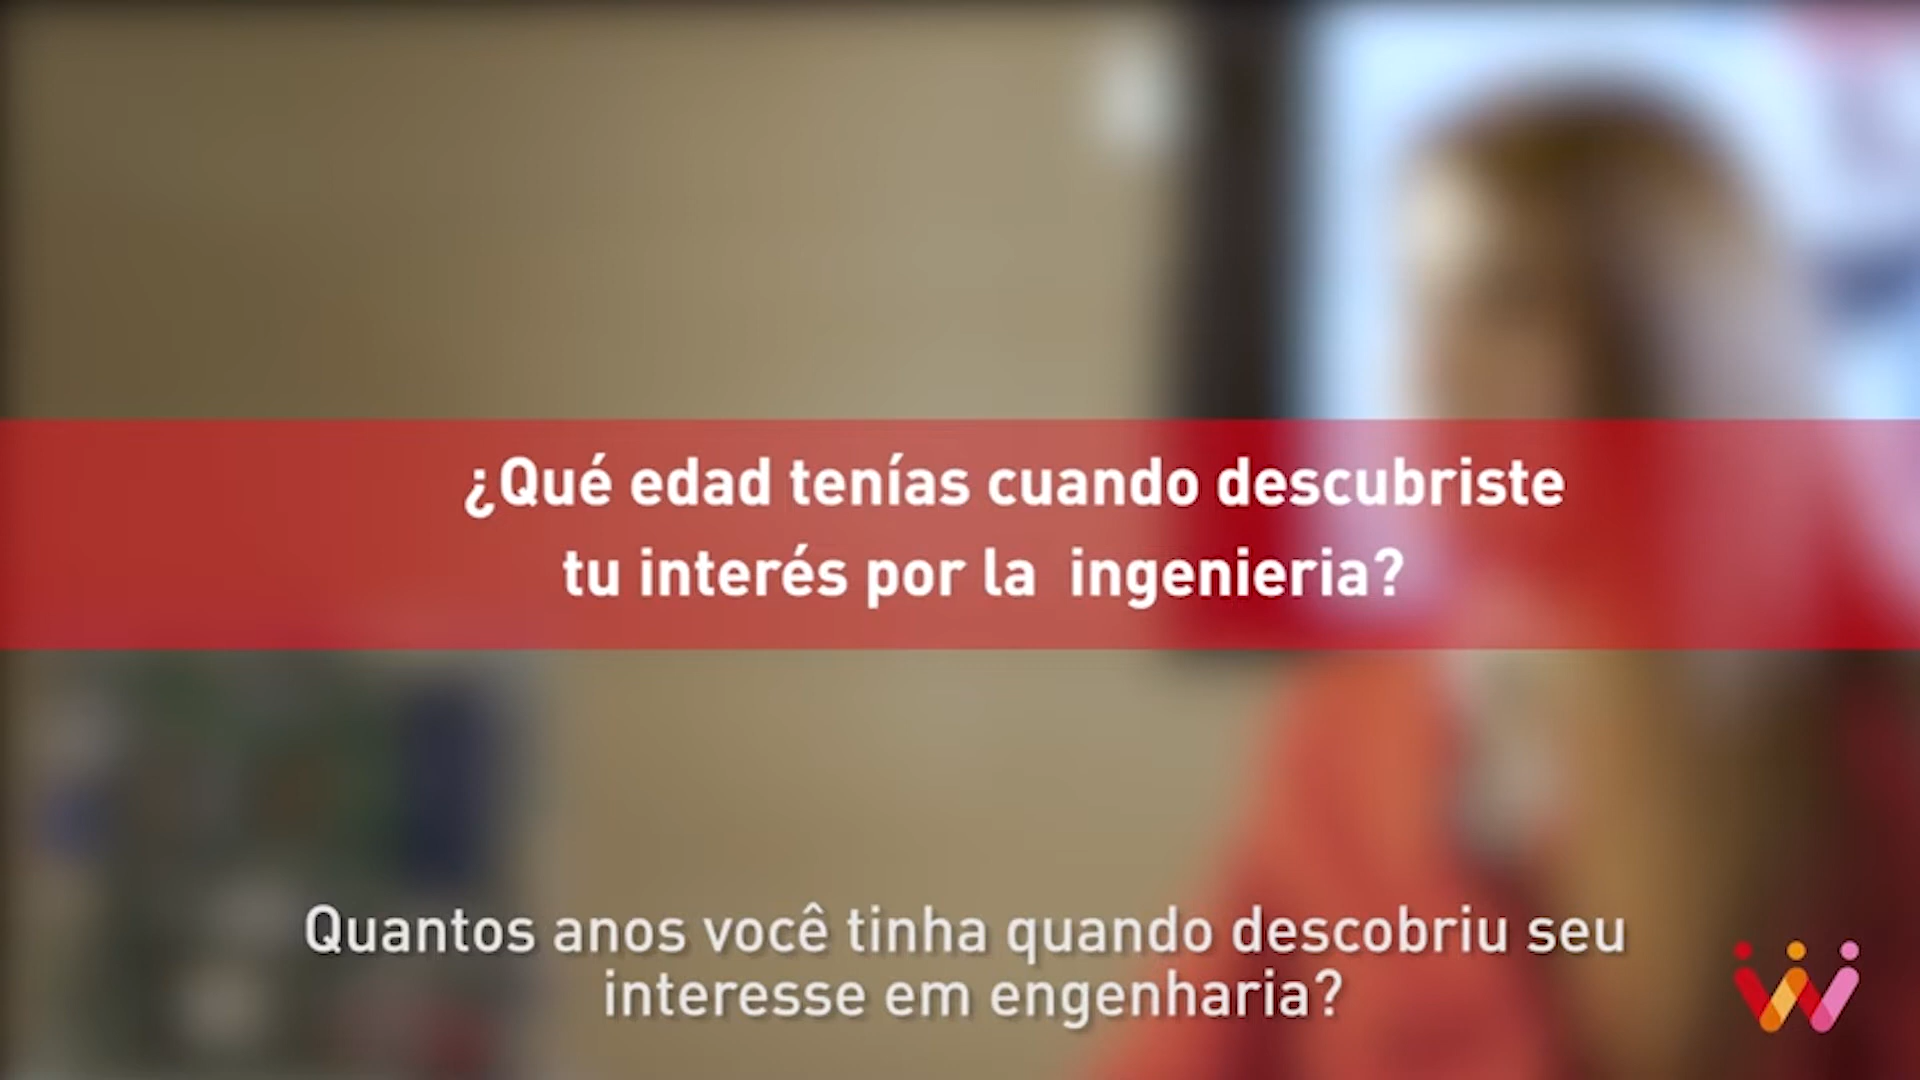 ¿Qué edad tenías cuando descubriste
tu interés por la ingenieria?
Quantos anos você tinha quando descobriu seu
interesse em engenharia?